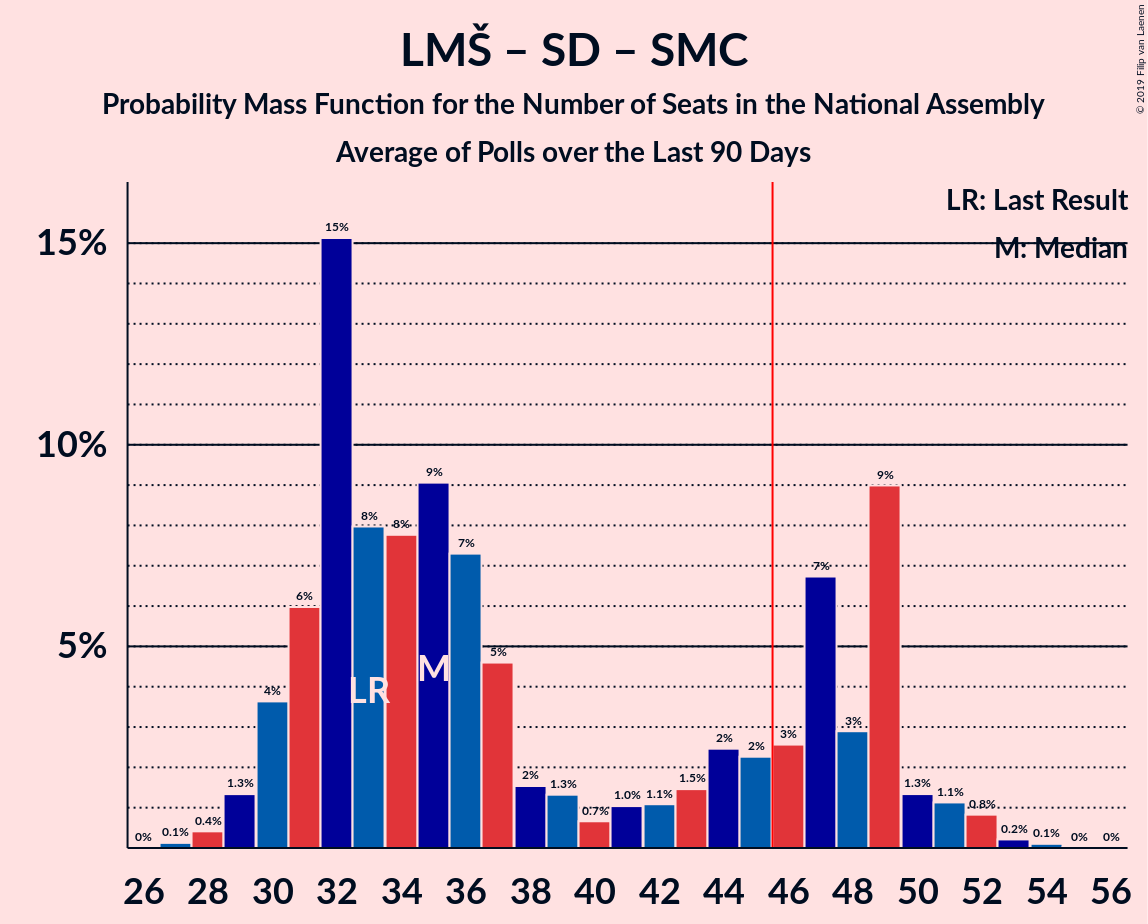 LMŠ – SD – SMC
Probability Mass Function for the Number of Seats in the National Assembly
Average of Polls over the Last 90 Days
© 2019 Filip van Laenen
LR: Last Result
M: Median
15%
10%
5%
0% 0.1% 0.4% 1.3% 4% 6% 15% 8% 8% 9% 7% 5% 2% 1.3% 0.7% 1.0% 1.1% 1.5% 2% 2% 3% 7% 3% 9% 1.3% 1.1% 0.8% 0.2% 0.1% 0% 0%
LR M
26 28 30 32 34 36 38 40 42 44 46 48 50 52 54 56